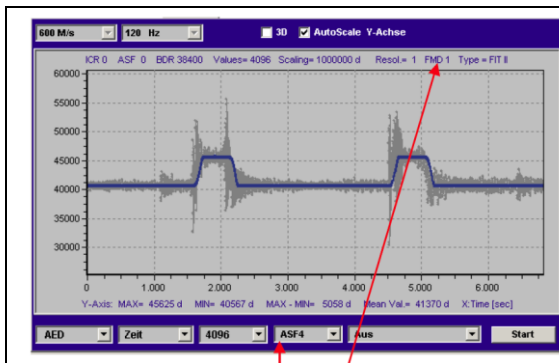 600 M/s 120 Hz 3D AutoScale Y-Achse
ICR 0 ASF 0 BDR 38400 Values= 4096 Scaling= 1000000 d Resol.= 1 FMD 1 Type = FIT II
60000
55000
50000
45000
40000
35000
30000
0 1.000 2.000 3.000 4.000 5.000 6.000
Y-Axis: MAX= 45625 d MIN= 40567 d MAX - MIN= 5058 d Mean Val.= 41370 d X:Time [sec]
AED Zeit 4096 ASF4 Aus Start